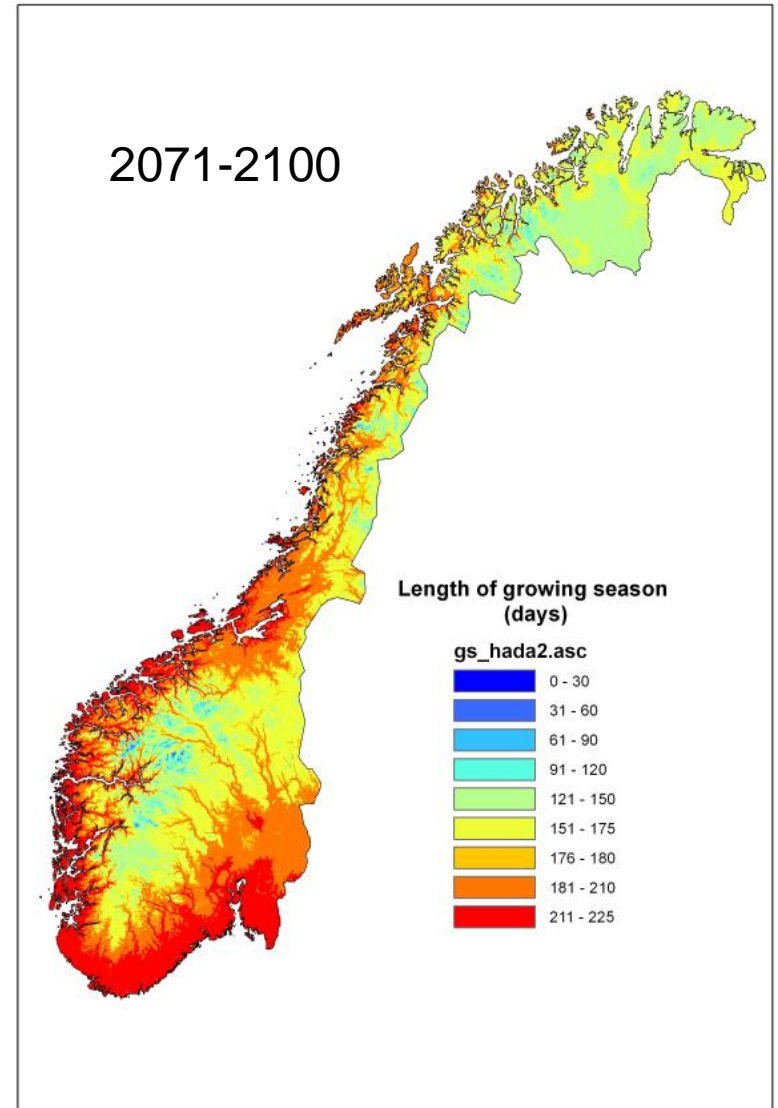 2071-2100
Length of growing season
(days)
gs_hada2.asc
0 - 30
31 - 60
61 - 90
91 - 120
121 - 150
151 - 175
176 - 180
181 - 210
211 - 225